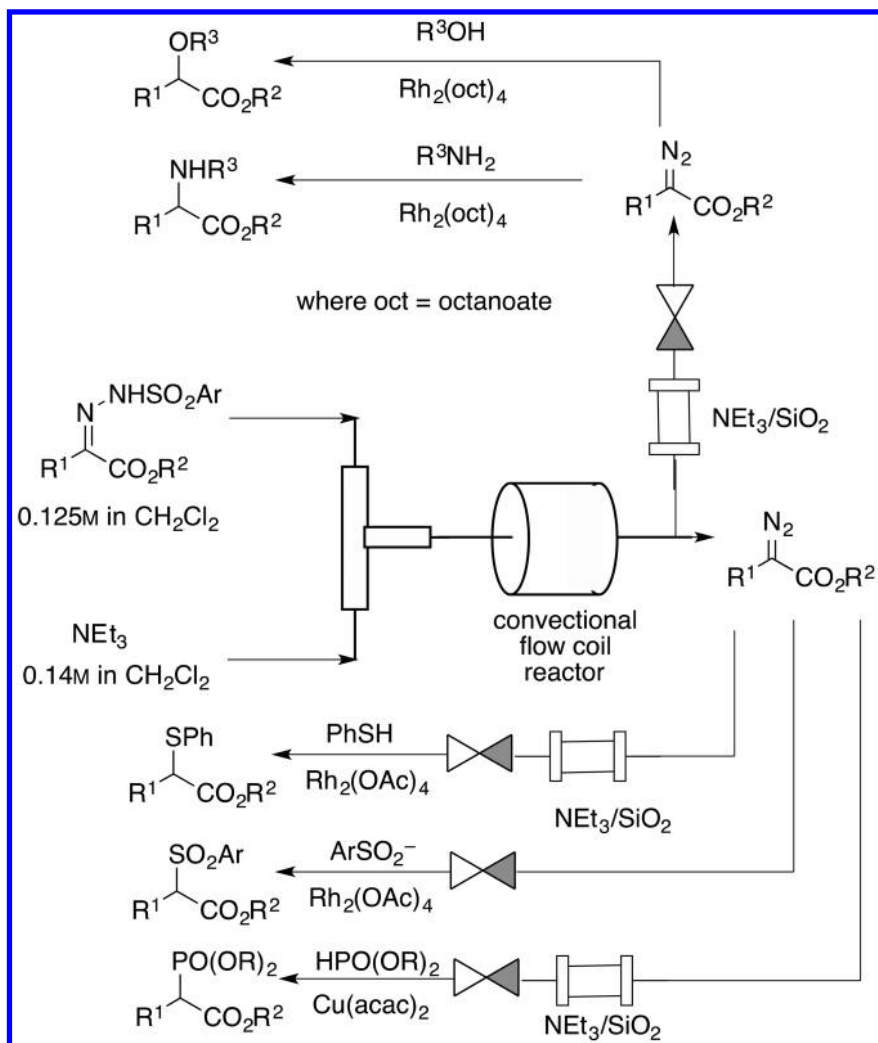 OR³
R¹
CO₂R²
R³OH
Rh₂(oct)₄
NHR³
R¹
CO₂R²
R³NH₂
Rh₂(oct)₄
N₂
R¹
CO₂R²
where oct = octanoate
NEt₃/SiO₂
N
NHSO₂Ar
R¹
CO₂R²
0.125M in CH₂Cl₂
NEt₃
0.14M in CH₂Cl₂
convectional
flow coil
reactor
N₂
R¹
CO₂R²
SPh
R¹
CO₂R²
PhSH
Rh₂(OAc)₄
NEt₃/SiO₂
SO₂Ar
R¹
CO₂R²
ArSO₂⁻
Rh₂(OAc)₄
PO(OR)₂
R¹
CO₂R²
HPO(OR)₂
Cu(acac)₂
NEt₃/SiO₂